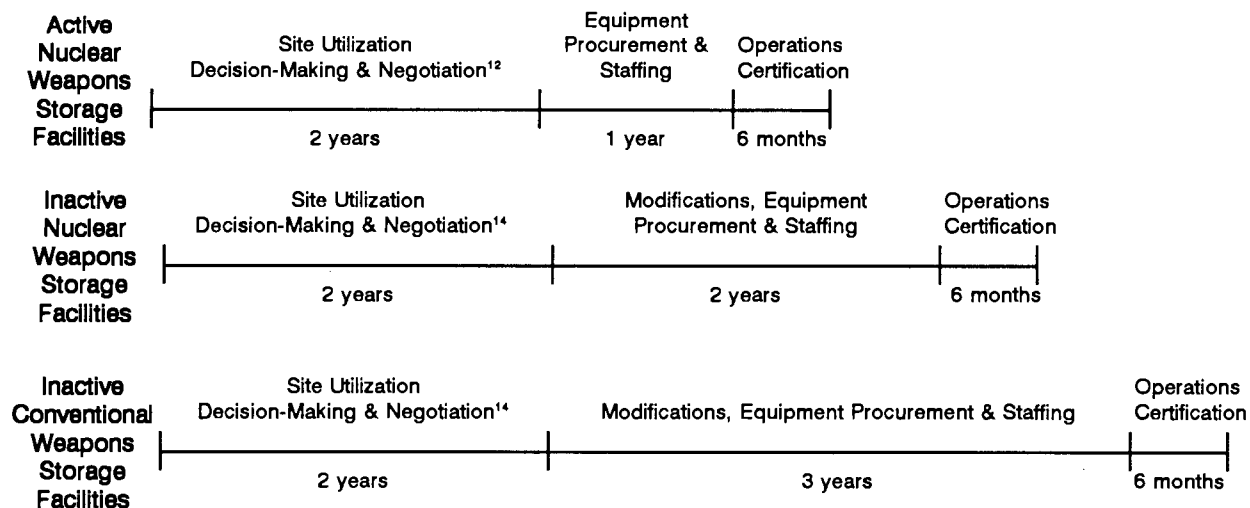 Active
Nuclear
Weapons
Storage
Facilities
Site Utilization
Decision-Making & Negotiation¹²
Equipment
Procurement &
Staffing
Operations
Certification
2 years
1 year
6 months
Inactive
Nuclear
Weapons
Storage
Facilities
Site Utilization
Decision-Making & Negotiation¹⁴
Modifications, Equipment
Procurement & Staffing
Operations
Certification
2 years
2 years
6 months
Inactive
Conventional
Weapons
Storage
Facilities
Site Utilization
Decision-Making & Negotiation¹⁴
Modifications, Equipment Procurement & Staffing
Operations
Certification
2 years
3 years
6 months